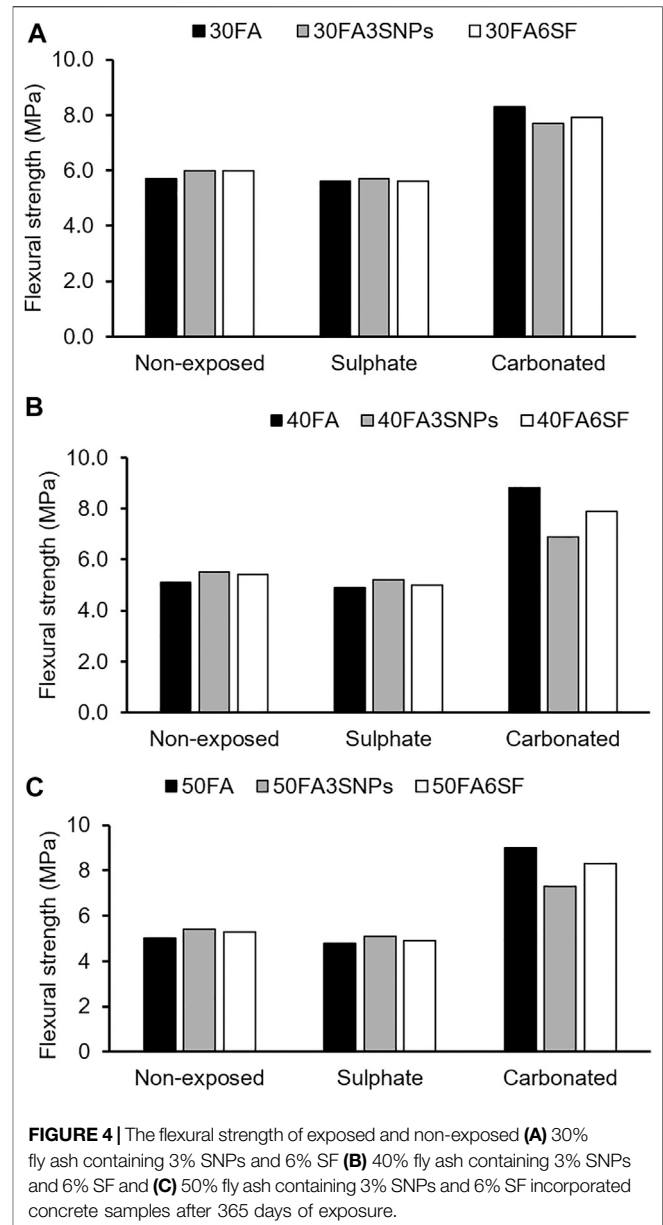 A
30FA 30FA3SNPs 30FA6SF
Flexural strength (MPa)
10.0
8.0
6.0
4.0
2.0
0.0
Non-exposed Sulphate Carbonated
B
40FA 40FA3SNPs 40FA6SF
Flexural strength (MPa)
10.0
8.0
6.0
4.0
2.0
0.0
Non-exposed Sulphate Carbonated
C
50FA 50FA3SNPs 50FA6SF
Flexural strength (MPa)
10
8
6
4
2
0
Non-exposed Sulphate Carbonated
FIGURE 4 | The flexural strength of exposed and non-exposed (A) 30%
fly ash containing 3% SNPs and 6% SF (B) 40% fly ash containing 3% SNPs
and 6% SF and (C) 50% fly ash containing 3% SNPs and 6% SF incorporated
concrete samples after 365 days of exposure.